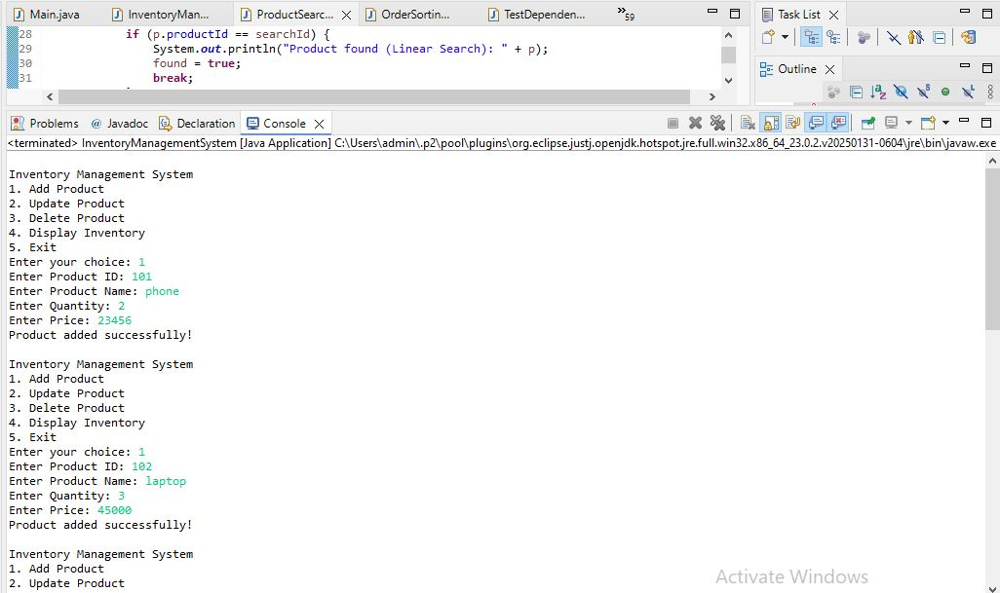 Main.java
InventoryMan...
ProductSearc...
OrderSortin...
TestDependen...
»59
Task List
28 if (p.productId == searchId) {
29 System.out.println("Product found (Linear Search): " + p);
30 found = true;
31 break;
Outline
Problems @ Javadoc Declaration Console
<terminated> InventoryManagementSystem [Java Application] C:\Users\admin\.p2\pool\plugins\org.eclipse.justj.openjdk.hotspot.jre.full.win32.x86_64_23.0.2.v20250131-0604\jre\bin\javaw.exe
Inventory Management System
1. Add Product
2. Update Product
3. Delete Product
4. Display Inventory
5. Exit
Enter your choice: 1
Enter Product ID: 101
Enter Product Name: phone
Enter Quantity: 2
Enter Price: 23456
Product added successfully!
Inventory Management System
1. Add Product
2. Update Product
3. Delete Product
4. Display Inventory
5. Exit
Enter your choice: 1
Enter Product ID: 102
Enter Product Name: laptop
Enter Quantity: 3
Enter Price: 45000
Product added successfully!
Inventory Management System
1. Add Product
2. Update Product
Activate Windows